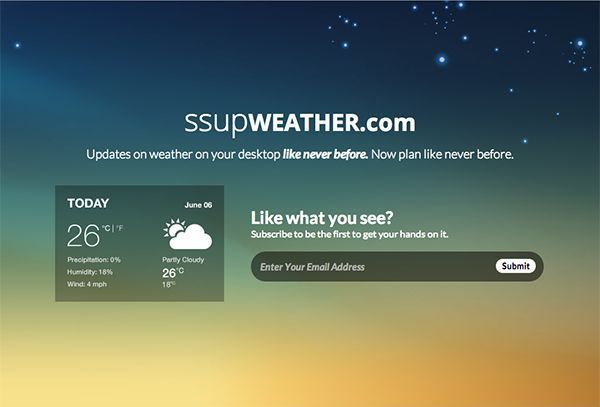 ssupWEATHER.com
Updates on weather on your desktop like never before. Now plan like never before.
TODAY
June 06
26 °C | °F
Partly Cloudy
Precipitation: 0%
Humidity: 18%
Wind: 4 mph
26°C
18°C
Like what you see?
Subscribe to be the first to get your hands on it.
Enter Your Email Address
Submit